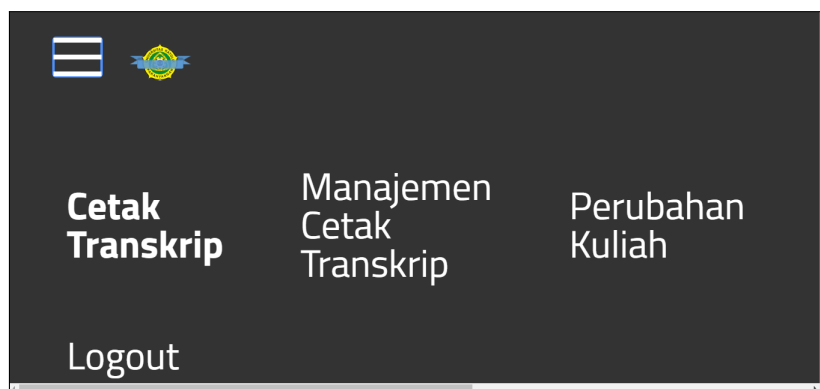 Cetak
Transkrip
Manajemen
Cetak
Transkrip
Perubahan
Kuliah
Logout